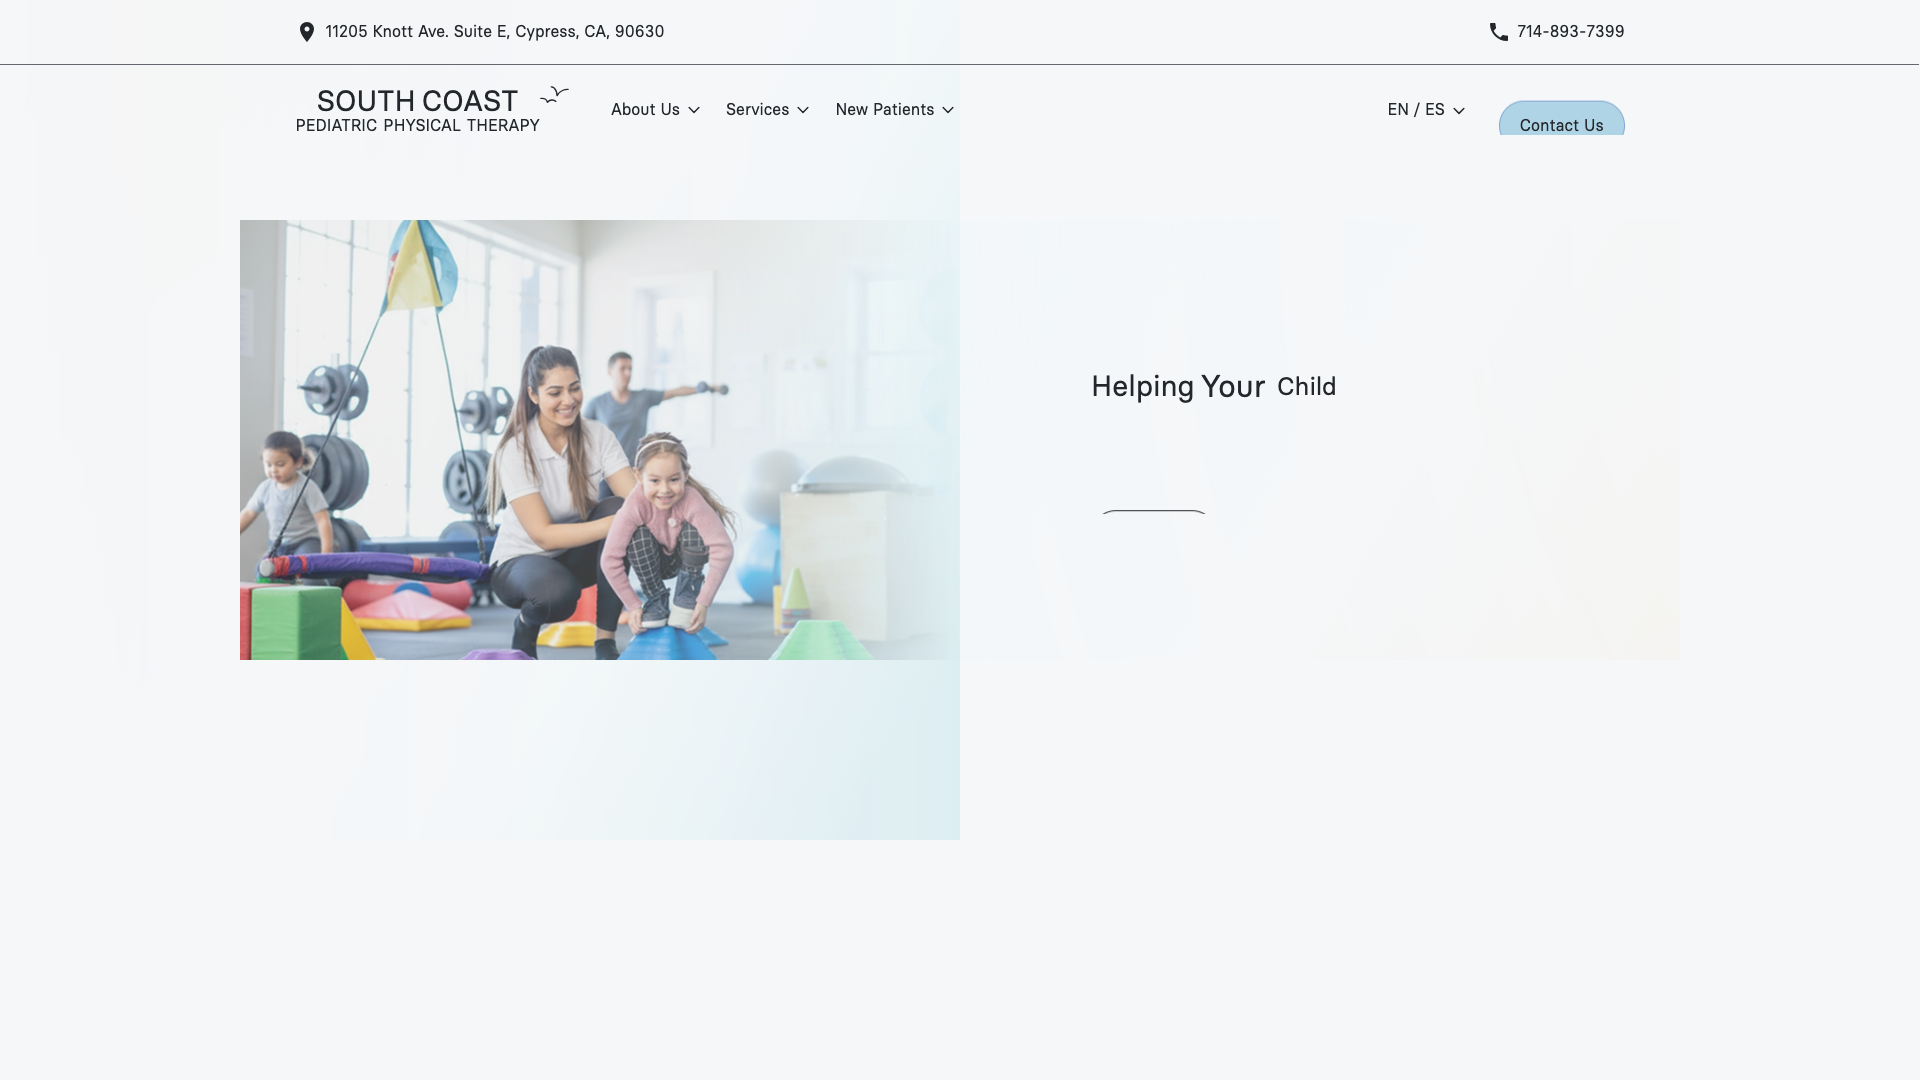 11205 Knott Ave. Suite E, Cypress, CA, 90630
714-893-7399
SOUTH COAST
PEDIATRIC PHYSICAL THERAPY
About Us
Services
New Patients
EN / ES
Contact Us
Helping Your Child